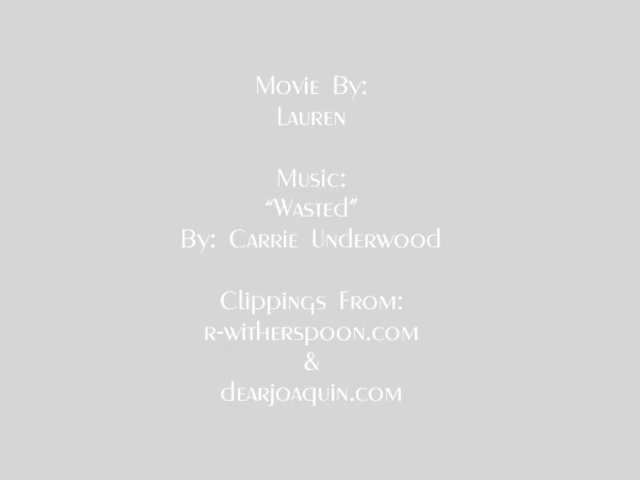 Movie By:
Lauren
Music:
"Wasted"
By: Carrie Underwood
Clippings From:
r-witherspoon.com
&
dearjoaquin.com